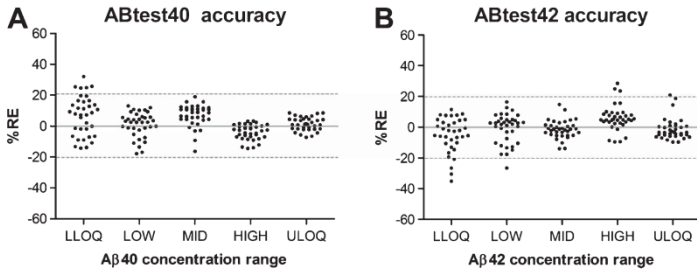 A
ABtest40 accuracy
%RE
60
40
20
0
-20
-40
-60
LLOQ LOW MID HIGH ULOQ
Aβ40 concentration range
B
ABtest42 accuracy
%RE
60
40
20
0
-20
-40
-60
LLOQ LOW MID HIGH ULOQ
Aβ42 concentration range